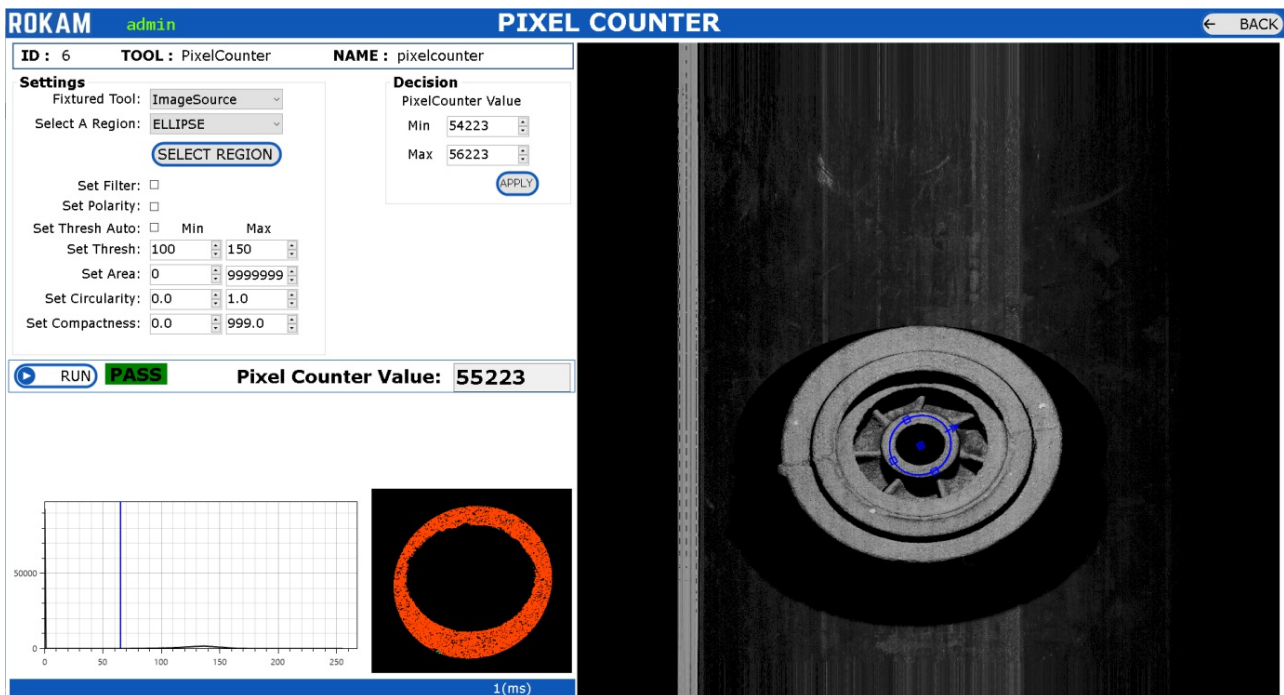 ROKAM admin PIXEL COUNTER ← BACK
ID : 6 TOOL : PixelCounter NAME : pixelcounter
Settings
Fixtured Tool: ImageSource
Select A Region: ELLIPSE
SELECT REGION
Set Filter:
Set Polarity:
Set Thresh Auto: Min Max
Set Thresh: 100 150
Set Area: 0 9999999
Set Circularity: 0.0 1.0
Set Compactness: 0.0 999.0
Decision
PixelCounter Value
Min 54223
Max 56223
APPLY
RUN PASS Pixel Counter Value: 55223
50000
0
0 50 100 150 200 250
1(ms)